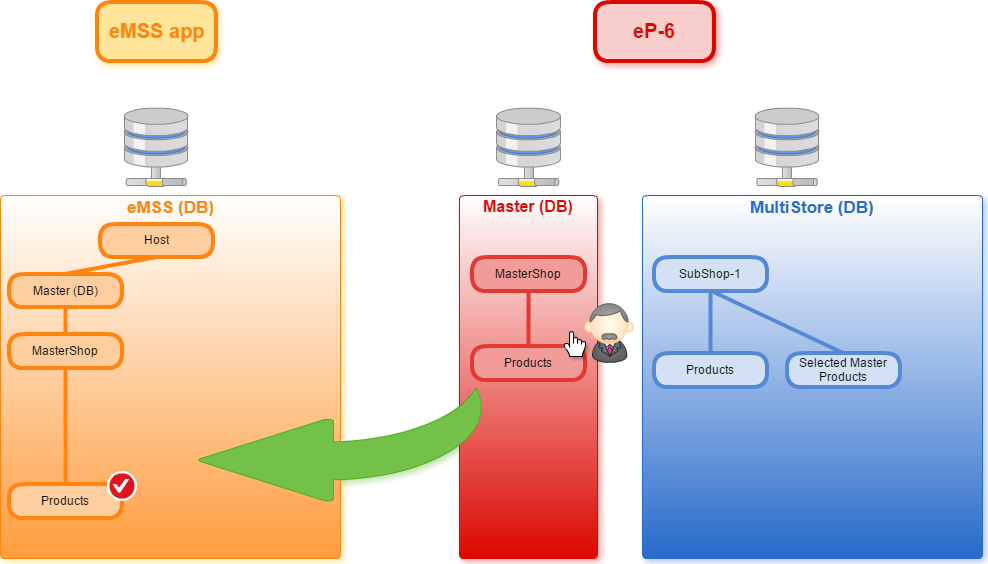 eMSS app
eP-6
eMSS (DB)
Host
Master (DB)
MasterShop
Products
Master (DB)
MasterShop
Products
MultiStore (DB)
SubShop-1
Products
Selected Master
Products